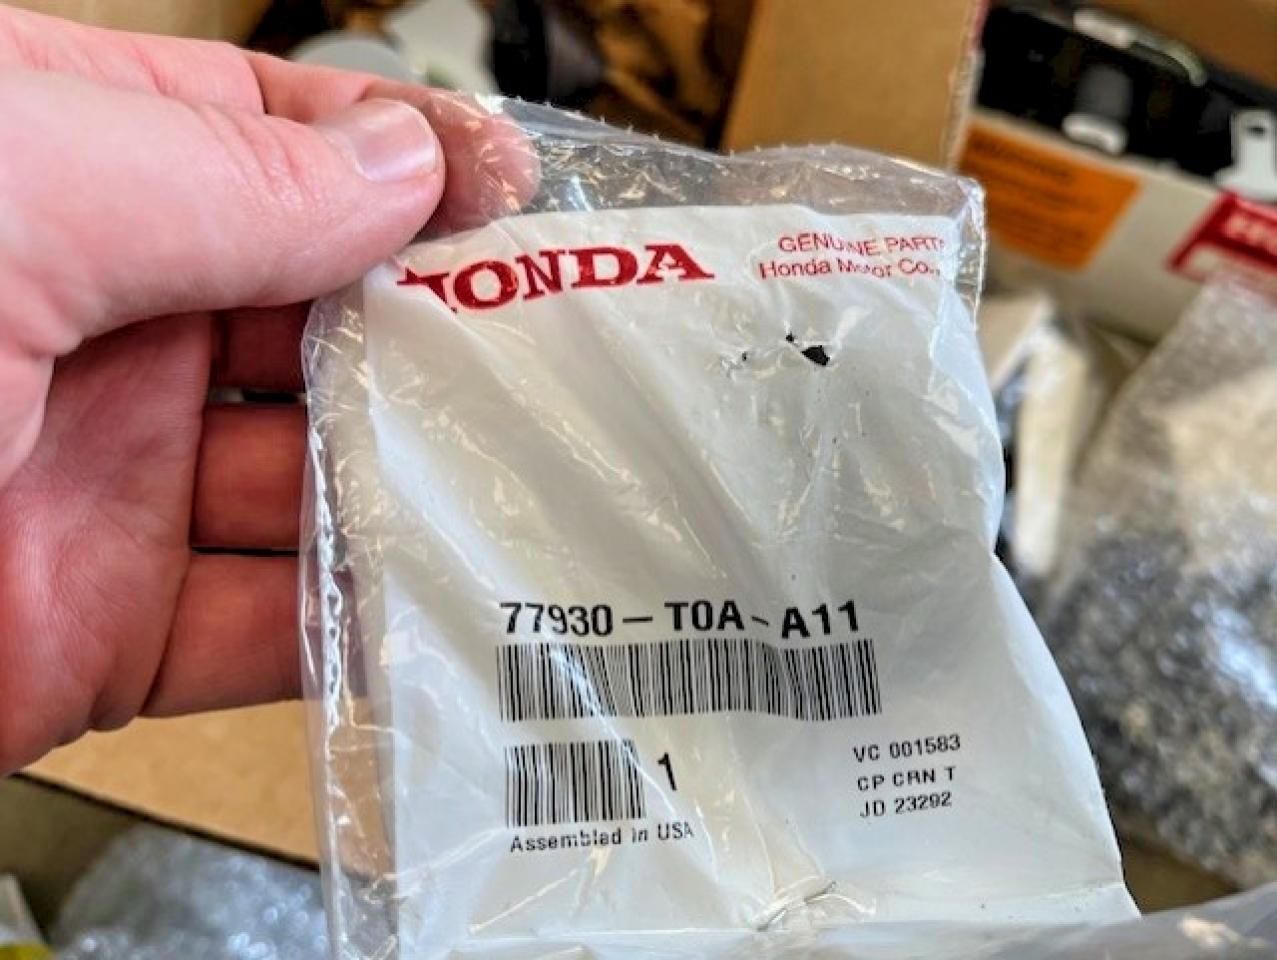 HONDA
GENUINE PARTS
Honda Motor Co.,
77930-T0A-A11
1
VC 001583
CP CRN T
JD 23292
Assembled in USA